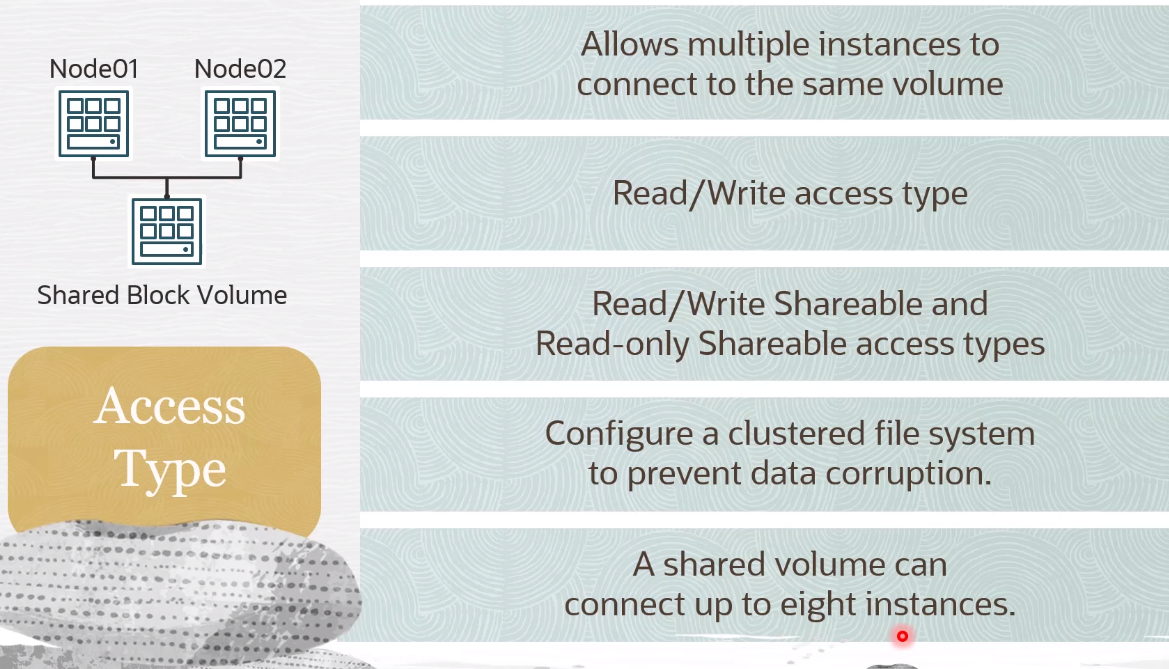 Node01
Node02
Shared Block Volume
Access
Type
Allows multiple instances to
connect to the same volume
Read/Write access type
Read/Write Shareable and
Read-only Shareable access types
Configure a clustered file system
to prevent data corruption.
A shared volume can
connect up to eight instances.